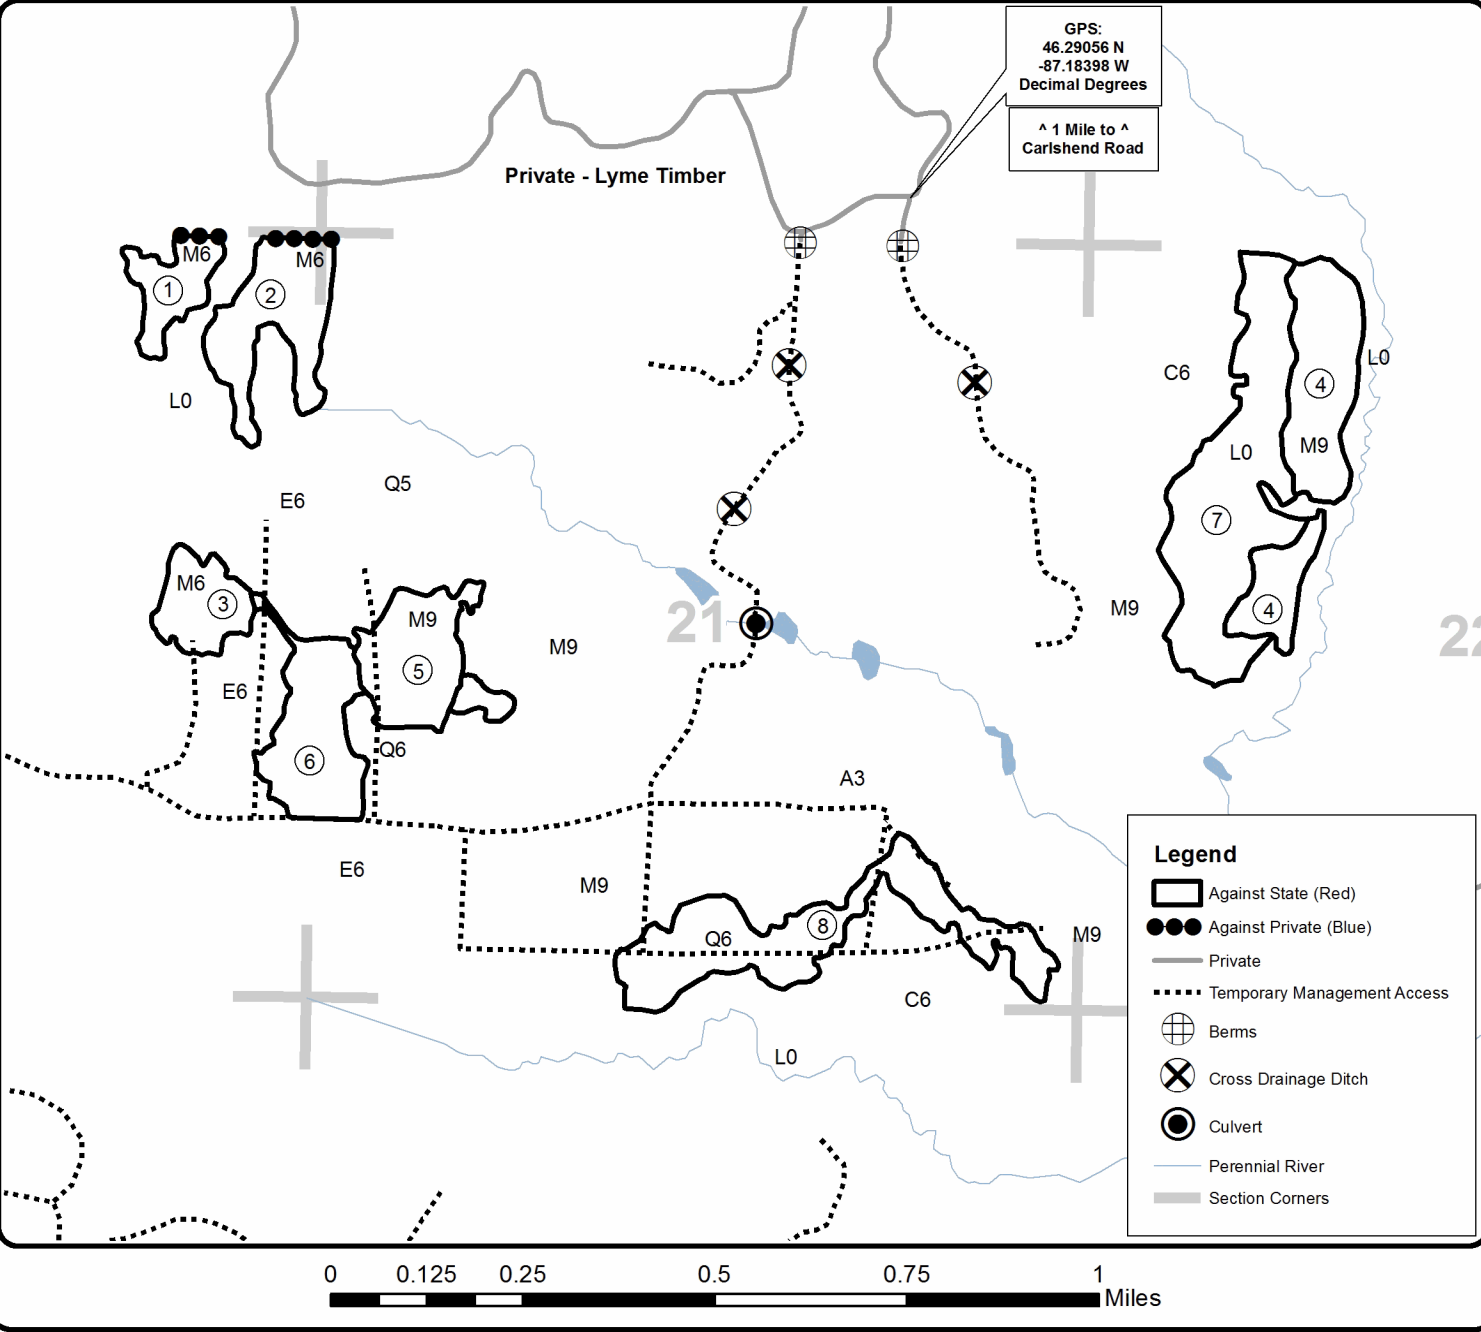 GPS:
46.29056 N
-87.18398 W
Decimal Degrees
^ 1 Mile to ^
Carlshend Road
Private - Lyme Timber
M6
M6
1
2
L0
C6
L0
4
M9
L0
Q5
E6
7
M6
3
M9
21
M9
M9
4
22
5
E6
Q6
6
A3
E6
M9
Q6
8
M9
C6
L0
Legend
Against State (Red)
Against Private (Blue)
Private
Temporary Management Access
Berms
Cross Drainage Ditch
Culvert
Perennial River
Section Corners
0 0.125 0.25 0.5 0.75 1
Miles